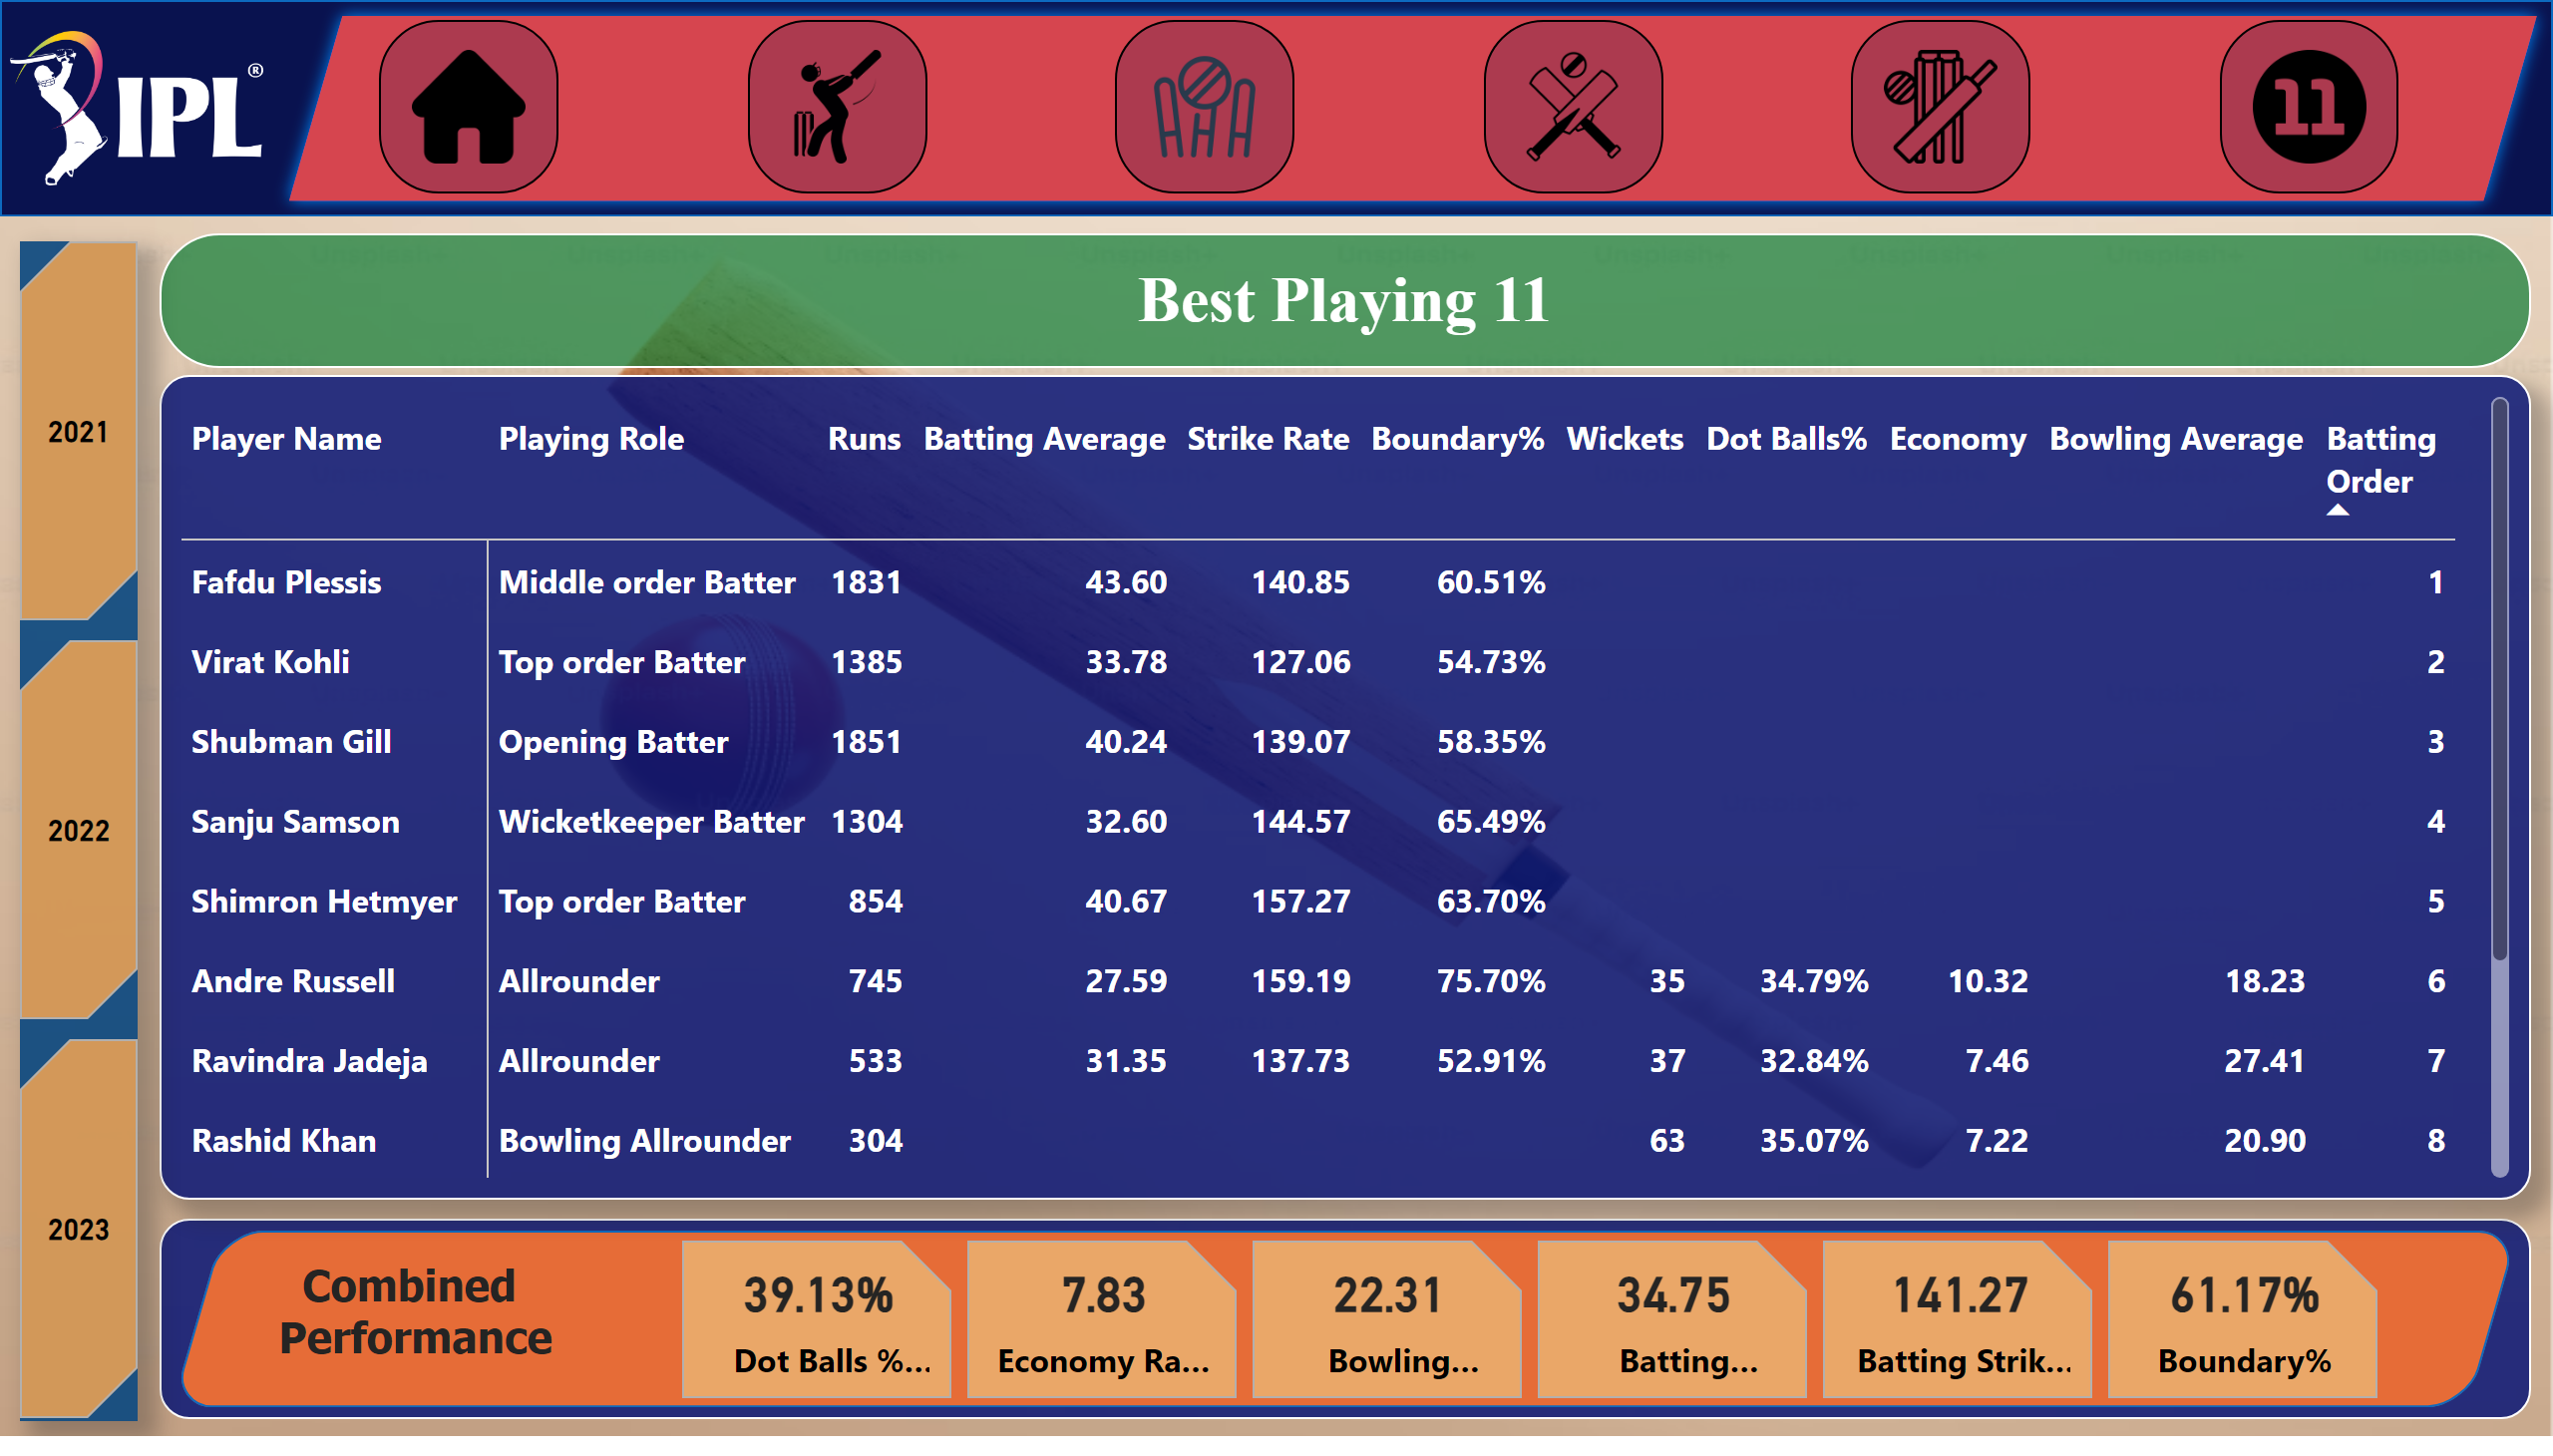 IPL®
11
Best Playing 11
2021
2022
2023
Player Name Playing Role Runs Batting Average Strike Rate Boundary% Wickets Dot Balls% Economy Bowling Average Batting
Order
Fafdu Plessis Middle order Batter 1831 43.60 140.85 60.51% 1
Virat Kohli Top order Batter 1385 33.78 127.06 54.73% 2
Shubman Gill Opening Batter 1851 40.24 139.07 58.35% 3
Sanju Samson Wicketkeeper Batter 1304 32.60 144.57 65.49% 4
Shimron Hetmyer Top order Batter 854 40.67 157.27 63.70% 5
Andre Russell Allrounder 745 27.59 159.19 75.70% 35 34.79% 10.32 18.23 6
Ravindra Jadeja Allrounder 533 31.35 137.73 52.91% 37 32.84% 7.46 27.41 7
Rashid Khan Bowling Allrounder 304 63 35.07% 7.22 20.90 8
Combined
Performance
39.13% 7.83 22.31 34.75 141.27 61.17%
Dot Balls %... Economy Ra... Bowling... Batting... Batting Strik... Boundary%